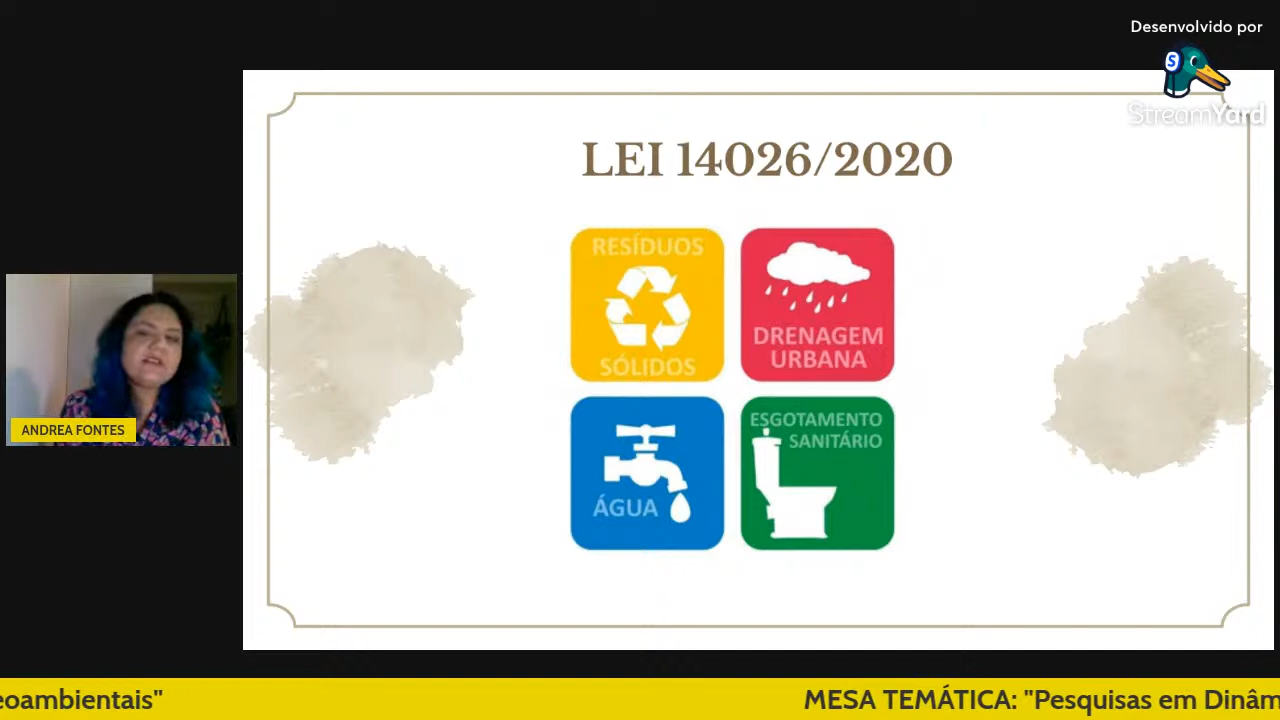 Desenvolvido por
StreamYard
LEI 14026/2020
RESÍDUOS
SÓLIDOS
DRENAGEM
URBANA
ÁGUA
ESGOTAMENTO
SANITÁRIO
ANDREA FONTES
eoambientais"
MESA TEMÁTICA: "Pesquisas em Dinâm